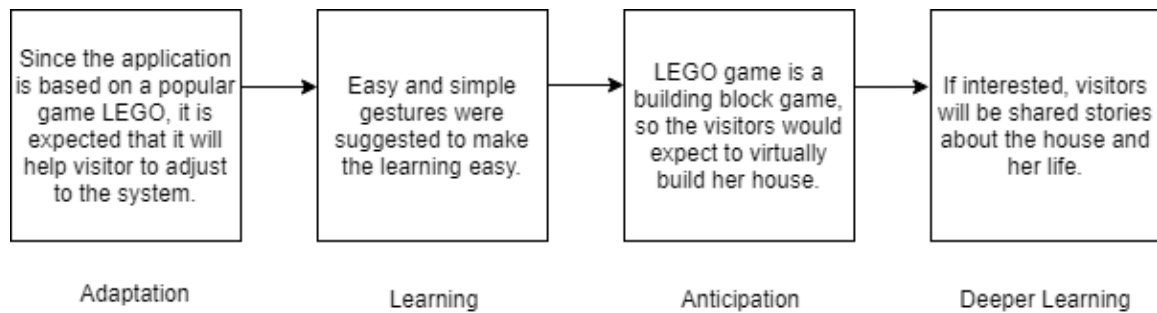 Since the application
is based on a popular
game LEGO, it is
expected that it will
help visitor to adjust
to the system.
Easy and simple
gestures were
suggested to make
the learning easy.
LEGO game is a
building block game,
so the visitors would
expect to virtually
build her house.
If interested, visitors
will be shared stories
about the house and
her life.
Adaptation
Learning
Anticipation
Deeper Learning